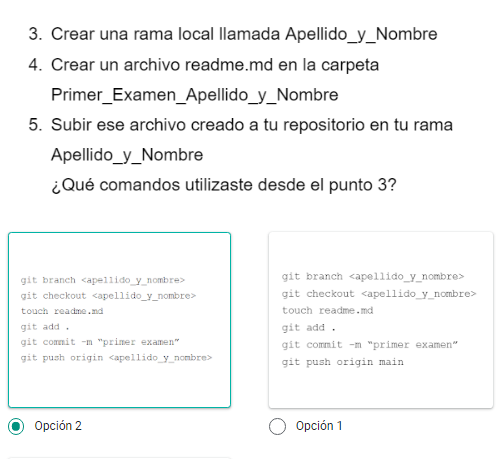 3. Crear una rama local llamada Apellido_y_Nombre
4. Crear un archivo readme.md en la carpeta
Primer_Examen_Apellido_y_Nombre
5. Subir ese archivo creado a tu repositorio en tu rama
Apellido_y_Nombre
¿Qué comandos utilizaste desde el punto 3?
git branch <apellido_y_nombre>
git checkout <apellido_y_nombre>
touch readme.md
git add .
git commit -m “primer examen”
git push origin <apellido_y_nombre>
Opción 2
git branch <apellido_y_nombre>
git checkout <apellido_y_nombre>
touch readme.md
git add .
git commit -m “primer examen”
git push origin main
Opción 1